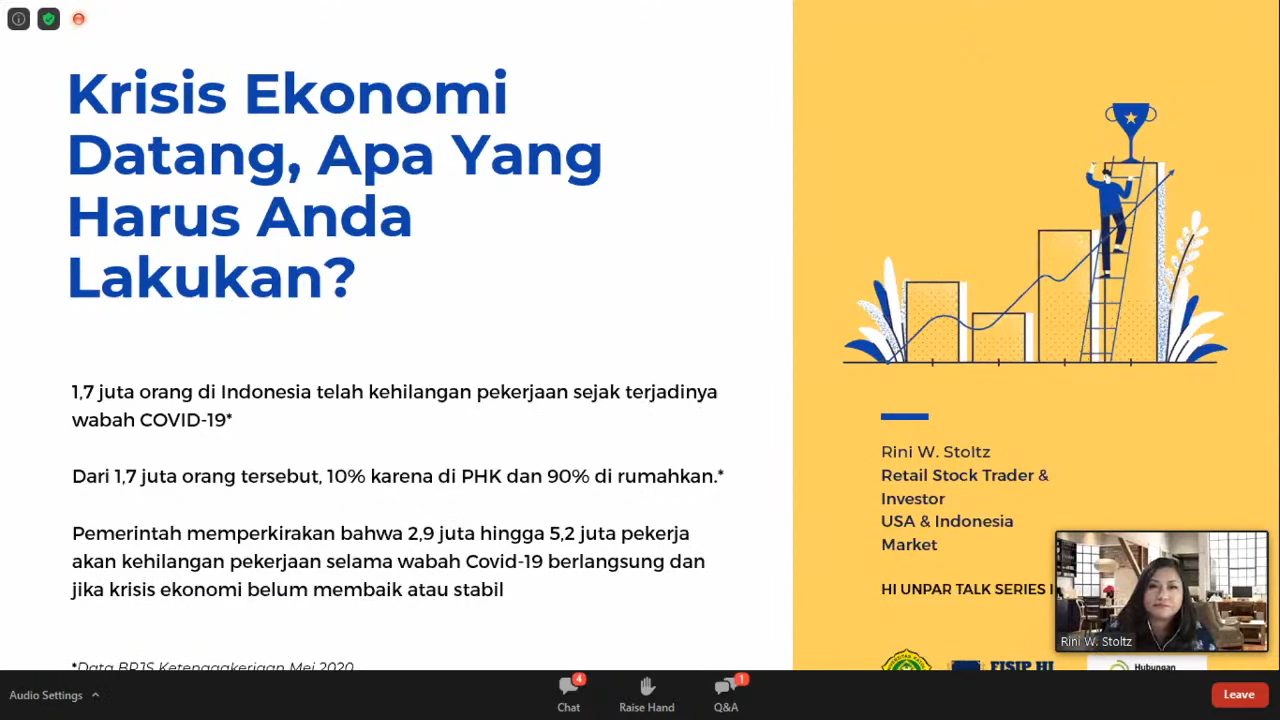 Krisis Ekonomi
Datang, Apa Yang
Harus Anda
Lakukan?
1,7 juta orang di Indonesia telah kehilangan pekerjaan sejak terjadinya
wabah COVID-19*
Dari 1,7 juta orang tersebut, 10% karena di PHK dan 90% di rumahkan.*
Pemerintah memperkirakan bahwa 2,9 juta hingga 5,2 juta pekerja
akan kehilangan pekerjaan selama wabah Covid-19 berlangsung dan
jika krisis ekonomi belum membaik atau stabil
*Data BPJS Ketenagakerjaan Mei 2020
Rini W. Stoltz
Retail Stock Trader &
Investor
USA & Indonesia
Market
HI UNPAR TALK SERIES
Rini W. Stoltz
FISIP HI
Hubungan
Audio Settings
Chat
4
Raise Hand
Q&A
1
Leave